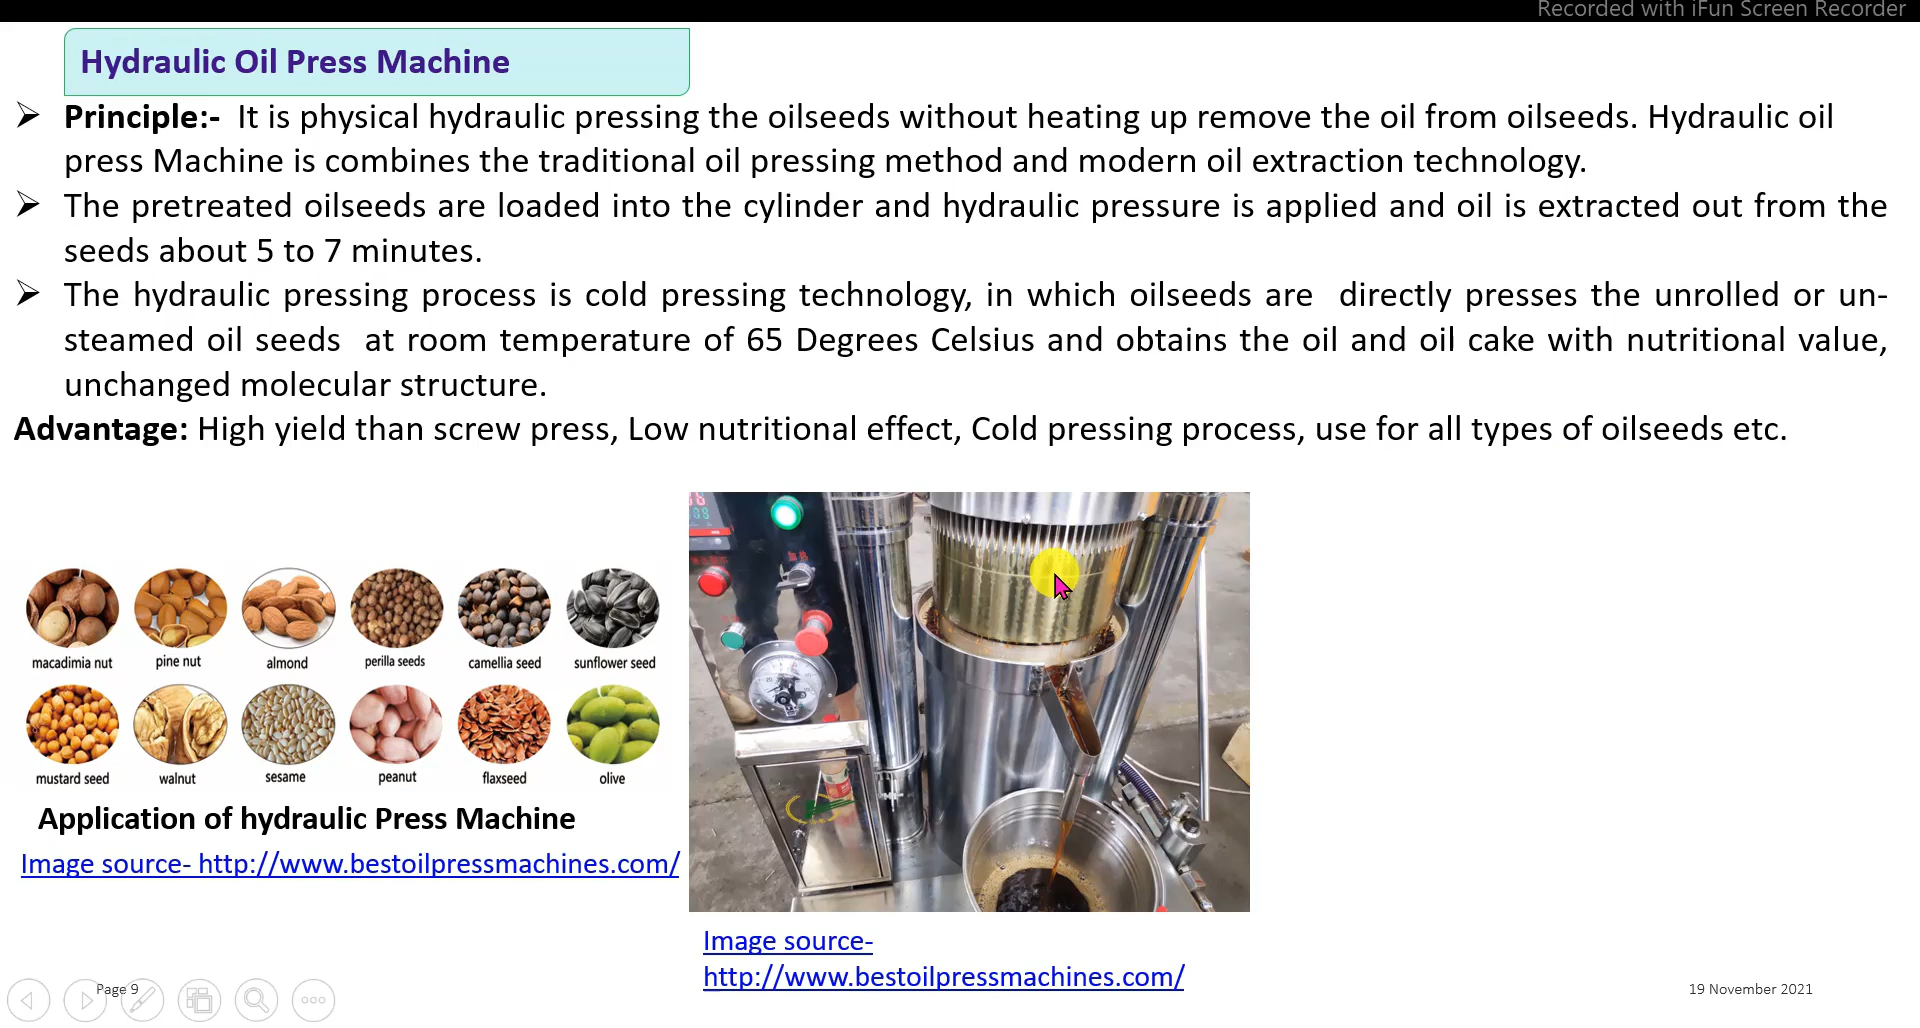 Recorded with iFun Screen Recorder
Hydraulic Oil Press Machine
➢ Principle:- It is physical hydraulic pressing the oilseeds without heating up remove the oil from oilseeds. Hydraulic oil
press Machine is combines the traditional oil pressing method and modern oil extraction technology.
➢ The pretreated oilseeds are loaded into the cylinder and hydraulic pressure is applied and oil is extracted out from the
seeds about 5 to 7 minutes.
➢ The hydraulic pressing process is cold pressing technology, in which oilseeds are directly presses the unrolled or un-
steamed oil seeds at room temperature of 65 Degrees Celsius and obtains the oil and oil cake with nutritional value,
unchanged molecular structure.
Advantage: High yield than screw press, Low nutritional effect, Cold pressing process, use for all types of oilseeds etc.
macadimia nut pine nut almond perilla seeds camellia seed sunflower seed
mustard seed walnut sesame peanut flaxseed olive
Application of hydraulic Press Machine
Image source- http://www.bestoilpressmachines.com/
Image source-
http://www.bestoilpressmachines.com/
Page 9
19 November 2021